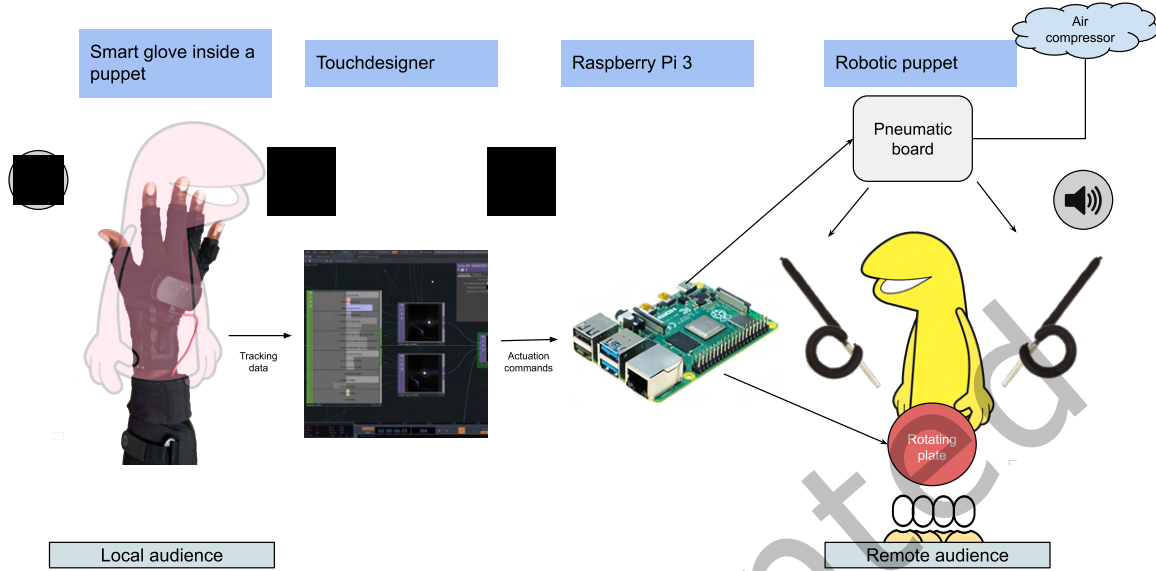 Smart glove inside a
puppet
Touchdesigner
Raspberry Pi 3
Robotic puppet
Air
compressor
Pneumatic
board
Tracking
data
Actuation
commands
Rotating
plate
Local audience
Remote audience